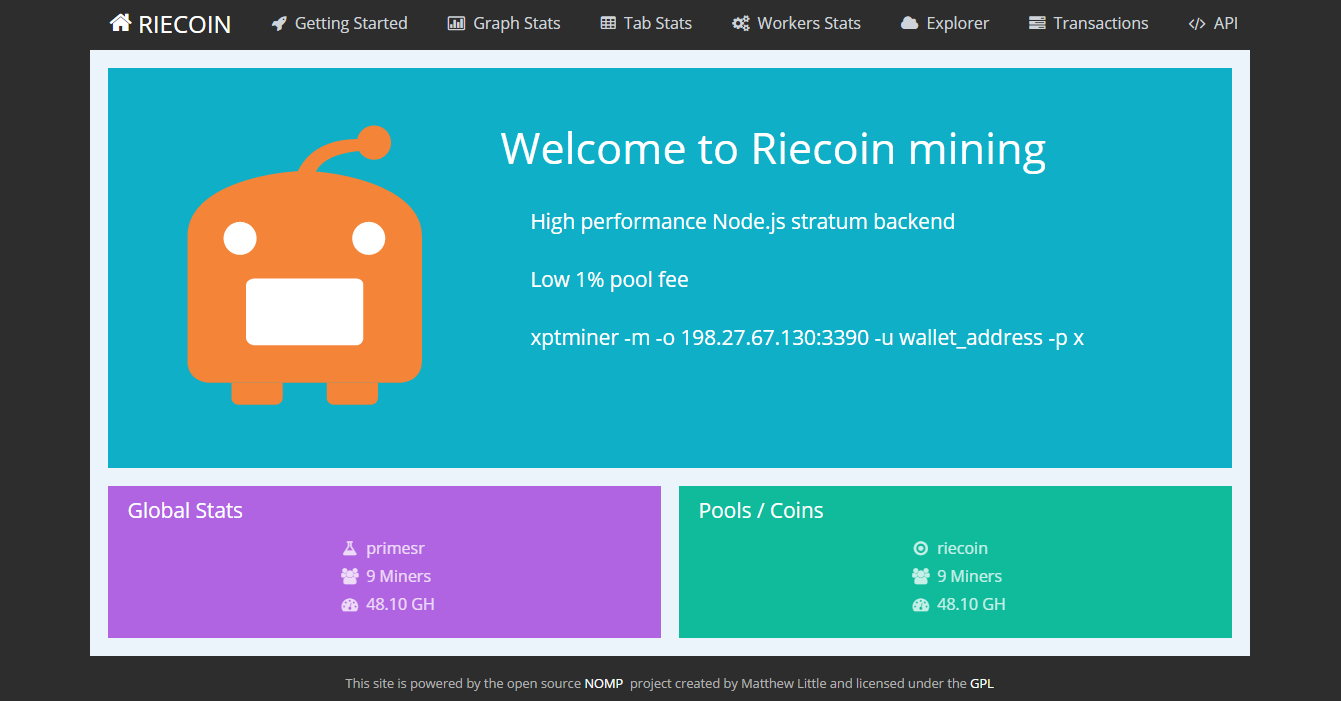 RIECOIN Getting Started Graph Stats Tab Stats Workers Stats Explorer Transactions API
Welcome to Riecoin mining
High performance Node.js stratum backend
Low 1% pool fee
xptminer -m -o 198.27.67.130:3390 -u wallet_address -p x
Global Stats
primesr
9 Miners
48.10 GH
Pools / Coins
riecoin
9 Miners
48.10 GH
This site is powered by the open source NOMP project created by Matthew Little and licensed under the GPL